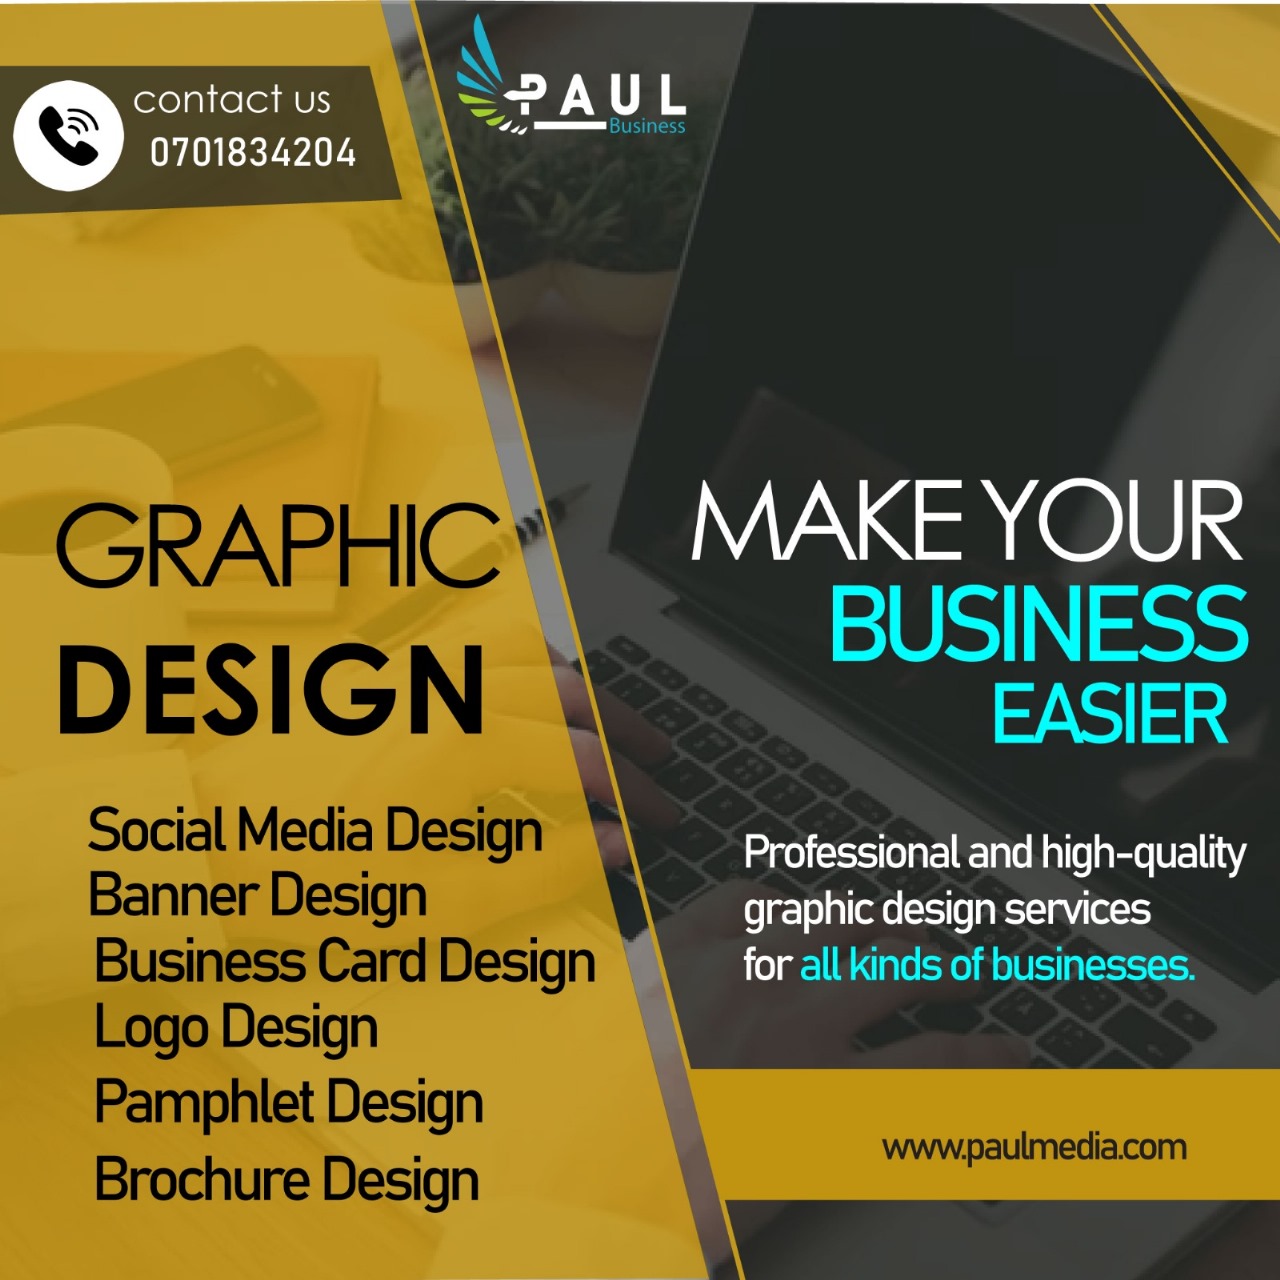 contact us
0701834204
PAUL
Business
GRAPHIC
DESIGN
Social Media Design
Banner Design
Business Card Design
Logo Design
Pamphlet Design
Brochure Design
MAKE YOUR
BUSINESS
EASIER
Professional and high-quality
graphic design services
for all kinds of businesses.
www.paulmedia.com